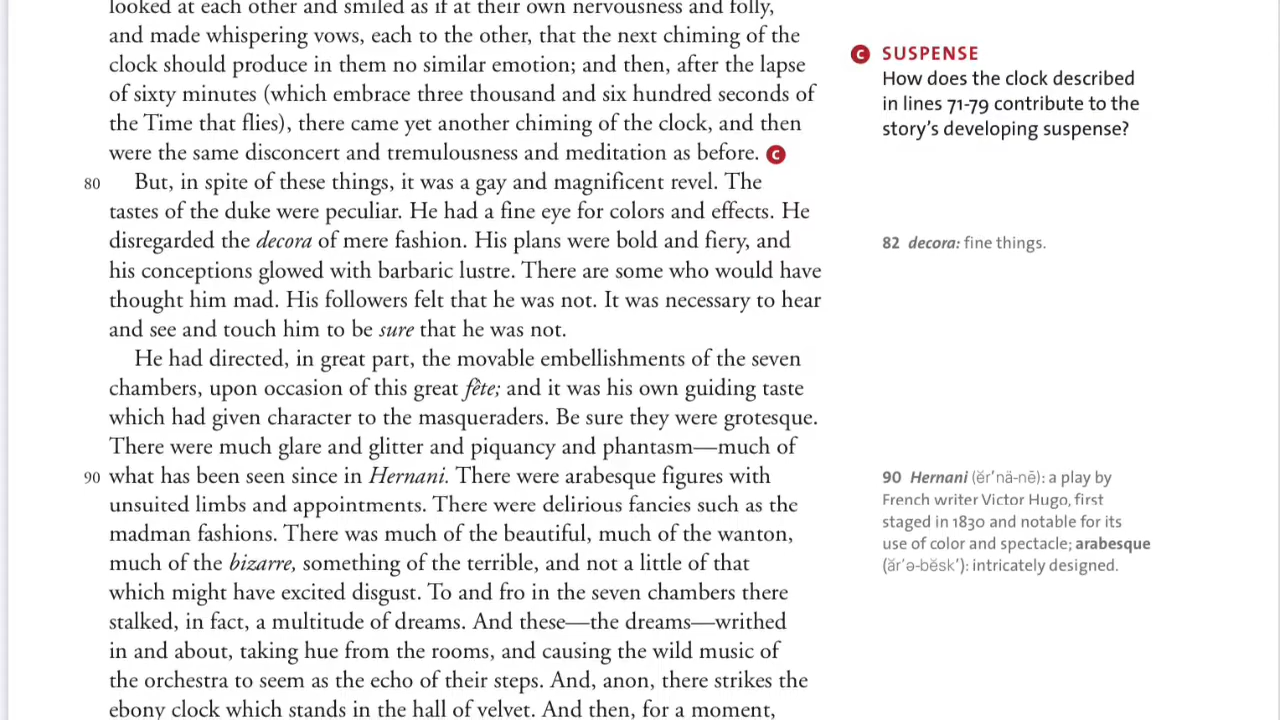 looked at each other and smiled as if at their own nervousness and folly,
and made whispering vows, each to the other, that the next chiming of the
clock should produce in them no similar emotion; and then, after the lapse
of sixty minutes (which embrace three thousand and six hundred seconds of
the Time that flies), there came yet another chiming of the clock, and then
were the same disconcert and tremulousness and meditation as before. C
80 But, in spite of these things, it was a gay and magnificent revel. The
tastes of the duke were peculiar. He had a fine eye for colors and effects. He
disregarded the decora of mere fashion. His plans were bold and fiery, and
his conceptions glowed with barbaric lustre. There are some who would have
thought him mad. His followers felt that he was not. It was necessary to hear
and see and touch him to be sure that he was not.
He had directed, in great part, the movable embellishments of the seven
chambers, upon occasion of this great fête; and it was his own guiding taste
which had given character to the masqueraders. Be sure they were grotesque.
There were much glare and glitter and piquancy and phantasm—much of
90 what has been seen since in Hernani. There were arabesque figures with
unsuited limbs and appointments. There were delirious fancies such as the
madman fashions. There was much of the beautiful, much of the wanton,
much of the bizarre, something of the terrible, and not a little of that
which might have excited disgust. To and fro in the seven chambers there
stalked, in fact, a multitude of dreams. And these—the dreams—writhed
in and about, taking hue from the rooms, and causing the wild music of
the orchestra to seem as the echo of their steps. And, anon, there strikes the
ebony clock which stands in the hall of velvet. And then, for a moment,
C SUSPENSE
How does the clock described
in lines 71-79 contribute to the
story's developing suspense?
82 decora: fine things.
90 Hernani (ĕr′nä-nē): a play by
French writer Victor Hugo, first
staged in 1830 and notable for its
use of color and spectacle; arabesque
(ăr′ə-bĕsk′): intricately designed.